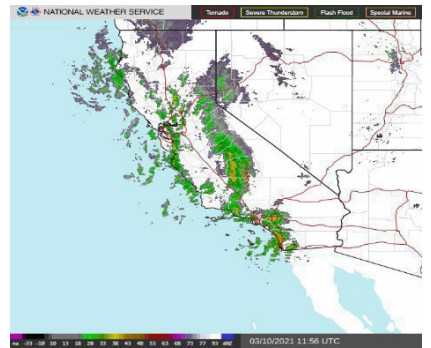 NATIONAL WEATHER SERVICE
Tornado
Severe Thunderstorm
Flash Flood
Special Marine
03/10/2021 11:56 UTC